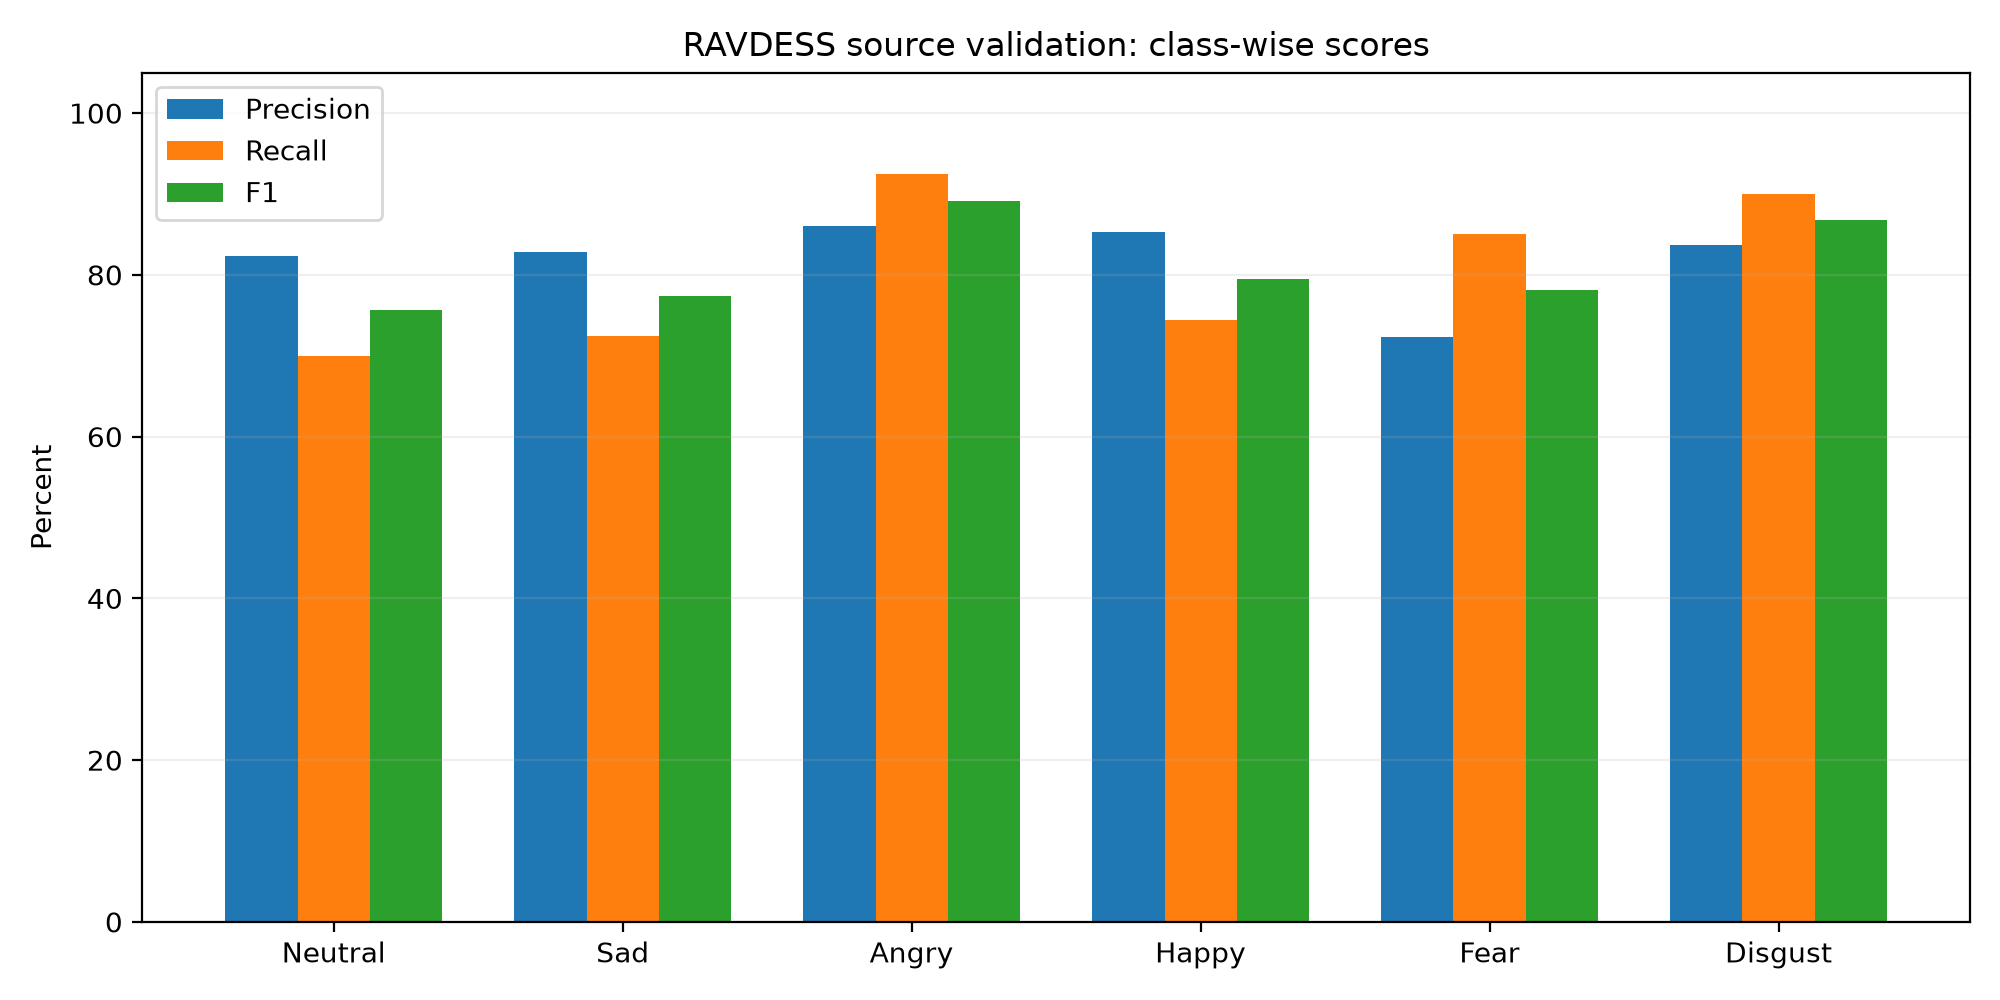 RAVDESS source validation: class-wise scores
Precision
Recall
F1
Percent
100
80
60
40
20
0
Neutral
Sad
Angry
Happy
Fear
Disgust